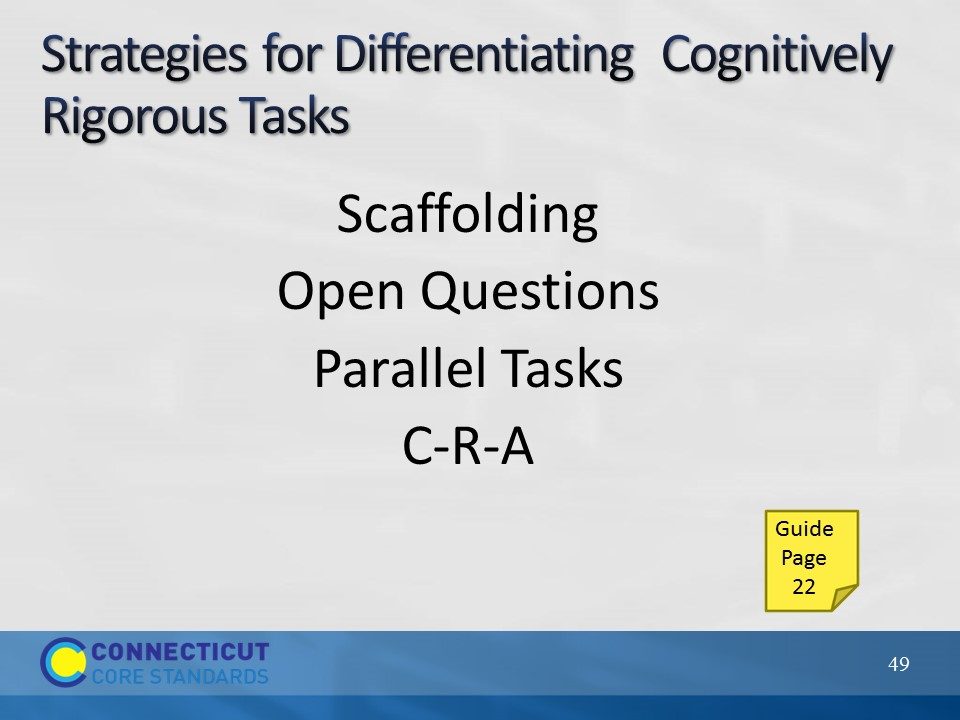 Strategies for Differentiating Cognitively
Rigorous Tasks
Scaffolding
Open Questions
Parallel Tasks
C-R-A
Guide
Page
22
CONNECTICUT
CORE STANDARDS
49